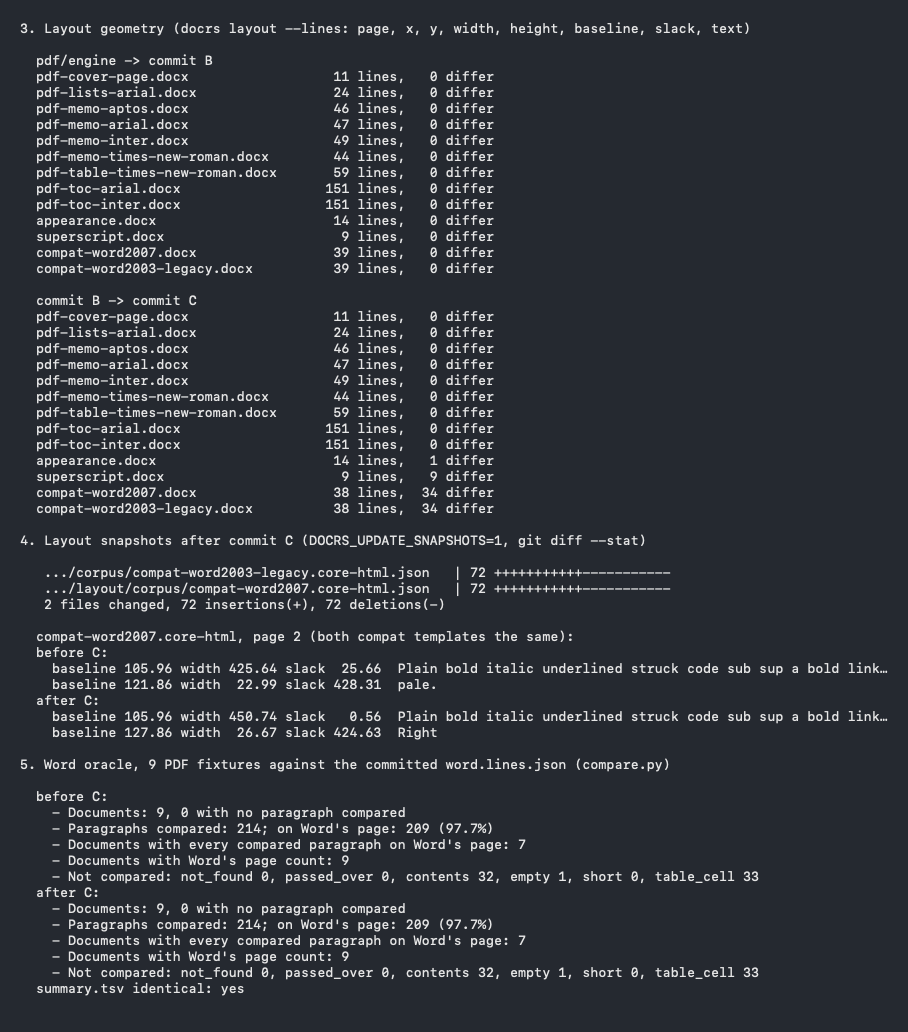 3. Layout geometry (docrs layout --lines: page, x, y, width, height, baseline, slack, text)
pdf/engine -> commit B
pdf-cover-page.docx 11 lines, 0 differ
pdf-lists-arial.docx 24 lines, 0 differ
pdf-memo-aptos.docx 46 lines, 0 differ
pdf-memo-arial.docx 47 lines, 0 differ
pdf-memo-inter.docx 49 lines, 0 differ
pdf-memo-times-new-roman.docx 44 lines, 0 differ
pdf-table-times-new-roman.docx 59 lines, 0 differ
pdf-toc-arial.docx 151 lines, 0 differ
pdf-toc-inter.docx 151 lines, 0 differ
appearance.docx 14 lines, 0 differ
superscript.docx 9 lines, 0 differ
compat-word2007.docx 39 lines, 0 differ
compat-word2003-legacy.docx 39 lines, 0 differ
commit B -> commit C
pdf-cover-page.docx 11 lines, 0 differ
pdf-lists-arial.docx 24 lines, 0 differ
pdf-memo-aptos.docx 46 lines, 0 differ
pdf-memo-arial.docx 47 lines, 0 differ
pdf-memo-inter.docx 49 lines, 0 differ
pdf-memo-times-new-roman.docx 44 lines, 0 differ
pdf-table-times-new-roman.docx 59 lines, 0 differ
pdf-toc-arial.docx 151 lines, 0 differ
pdf-toc-inter.docx 151 lines, 0 differ
appearance.docx 14 lines, 1 differ
superscript.docx 9 lines, 9 differ
compat-word2007.docx 38 lines, 34 differ
compat-word2003-legacy.docx 38 lines, 34 differ
4. Layout snapshots after commit C (DOCRS_UPDATE_SNAPSHOTS=1, git diff --stat)
.../corpus/compat-word2003-legacy.core-html.json | 72 +++++++++++-----------
.../layout/corpus/compat-word2007.core-html.json | 72 +++++++++++-----------
2 files changed, 72 insertions(+), 72 deletions(-)
compat-word2007.core-html, page 2 (both compat templates the same):
before C:
baseline 105.96 width 425.64 slack 25.66 Plain bold italic underlined struck code sub sup a bold link…
baseline 121.86 width 22.99 slack 428.31 pale.
after C:
baseline 105.96 width 450.74 slack 0.56 Plain bold italic underlined struck code sub sup a bold link…
baseline 127.86 width 26.67 slack 424.63 Right
5. Word oracle, 9 PDF fixtures against the committed word.lines.json (compare.py)
before C:
- Documents: 9, 0 with no paragraph compared
- Paragraphs compared: 214; on Word's page: 209 (97.7%)
- Documents with every compared paragraph on Word's page: 7
- Documents with Word's page count: 9
- Not compared: not_found 0, passed_over 0, contents 32, empty 1, short 0, table_cell 33
after C:
- Documents: 9, 0 with no paragraph compared
- Paragraphs compared: 214; on Word's page: 209 (97.7%)
- Documents with every compared paragraph on Word's page: 7
- Documents with Word's page count: 9
- Not compared: not_found 0, passed_over 0, contents 32, empty 1, short 0, table_cell 33
summary.tsv identical: yes